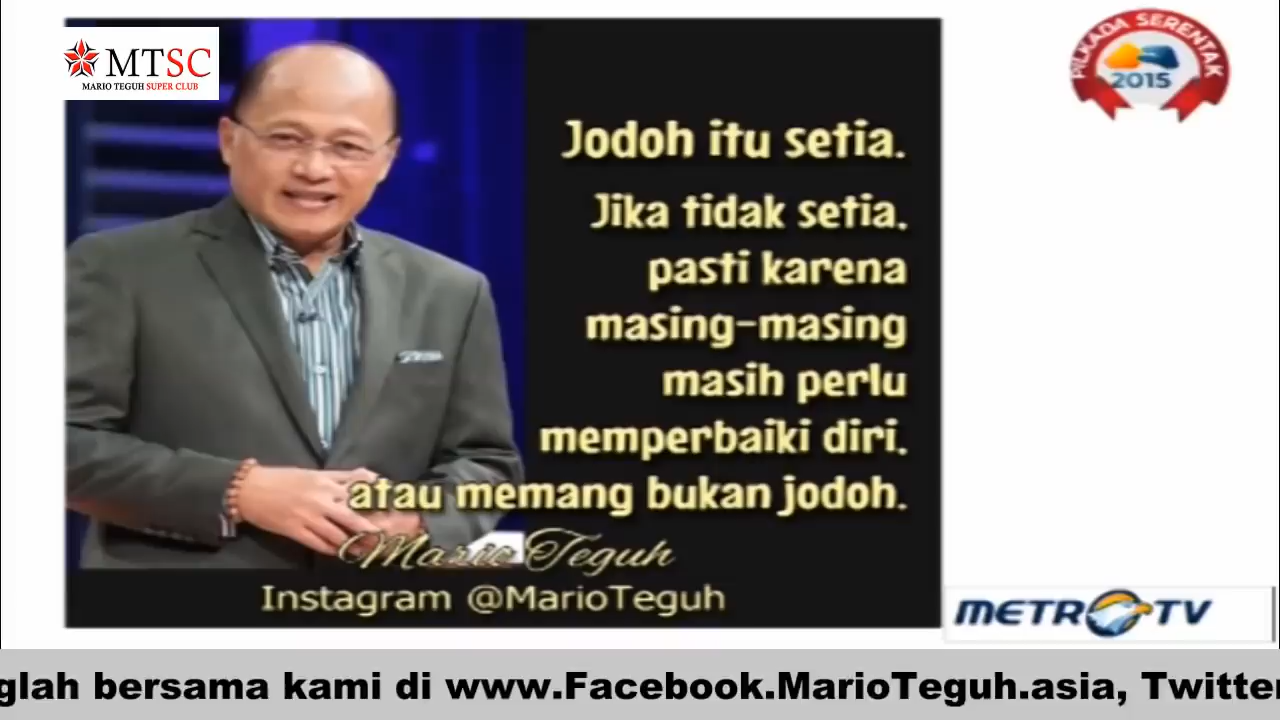 MTSC
MARIO TEGUH SUPER CLUB
PILKADA SERENTAK
2015
Jodoh itu setia.
Jika tidak setia.
pasti karena
masing-masing
masih perlu
memperbaiki diri.
atau memang bukan jodoh.
Mario Teguh
Instagram @MarioTeguh
METRO TV
glah bersama kami di www.Facebook.MarioTeguh.asia, Twitter